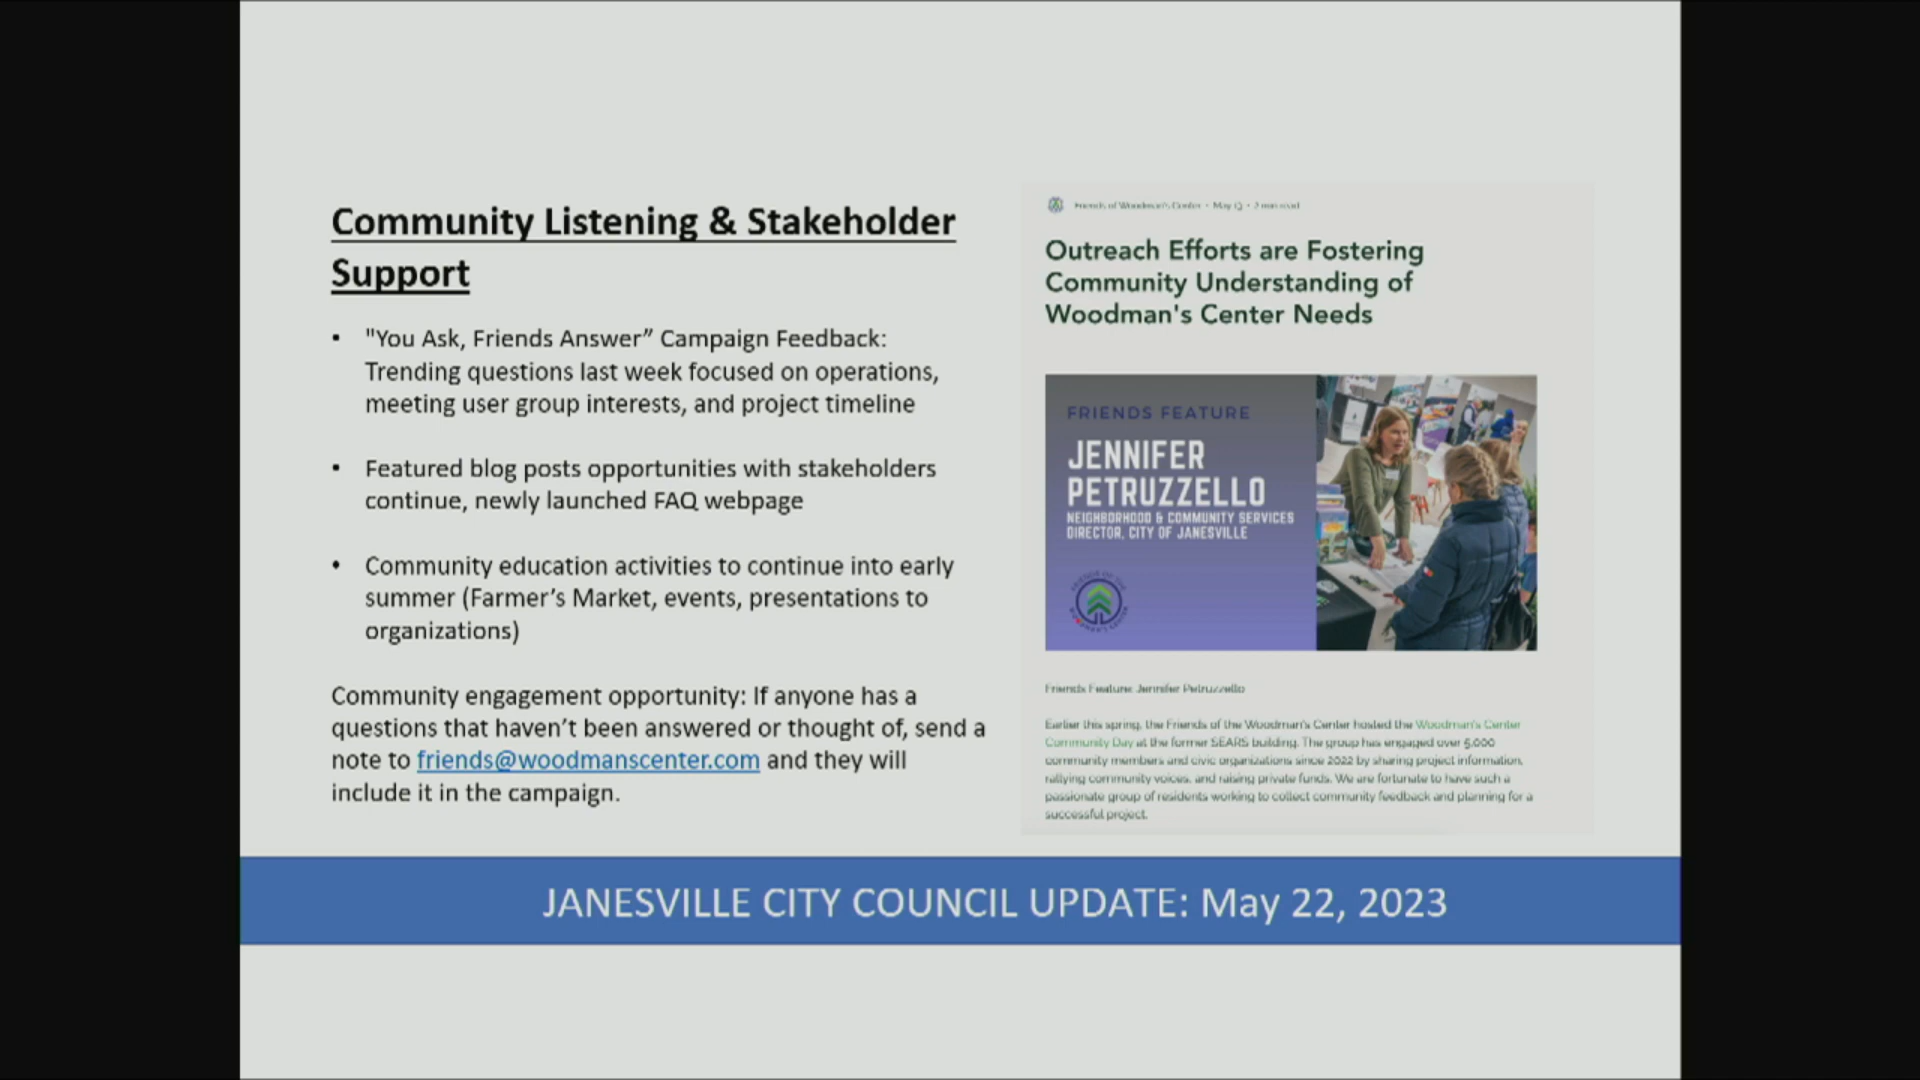 Community Listening & Stakeholder
Support
• "You Ask, Friends Answer” Campaign Feedback:
Trending questions last week focused on operations,
meeting user group interests, and project timeline
• Featured blog posts opportunities with stakeholders
continue, newly launched FAQ webpage
• Community education activities to continue into early
summer (Farmer’s Market, events, presentations to
organizations)
Community engagement opportunity: If anyone has a
questions that haven’t been answered or thought of, send a
note to friends@woodmanscenter.com and they will
include it in the campaign.
Friends of Woodman's Center • May • 2 min read
Outreach Efforts are Fostering
Community Understanding of
Woodman's Center Needs
FRIENDS FEATURE
JENNIFER
PETRUZZELLO
NEIGHBORHOOD & COMMUNITY SERVICES
DIRECTOR, CITY OF JANESVILLE
FRIENDS OF THE
WOODMAN'S CENTER
Friends Feature: Jennifer Petruzzello
Earlier this spring, the Friends of the Woodman's Center hosted the Woodman's Center
Community Day at the former SEARS building. The group has engaged over 5,000
community members and civic organizations since 2022 by sharing project information,
rallying community voices, and raising private funds. We are fortunate to have such a
passionate group of residents working to collect community feedback and planning for a
successful project.
JANESVILLE CITY COUNCIL UPDATE: May 22, 2023